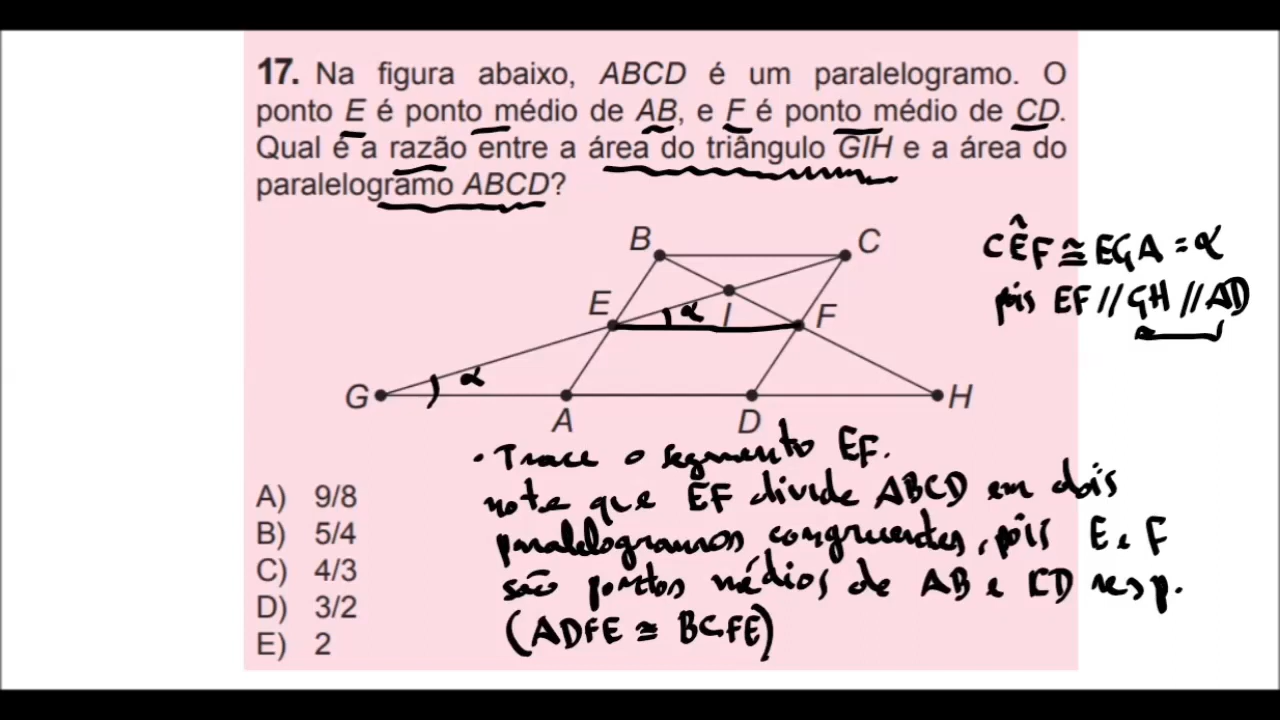 17. Na figura abaixo, ABCD é um paralelogramo. O
ponto E é ponto médio de AB, e F é ponto médio de CD.
Qual é a razão entre a área do triângulo GIH e a área do
paralelogramo ABCD?
B
C
E
α
I
F
G
α
A
D
H
CÊF ≅ EGA = α
pois EF // GH // AD
• Trace o segmento EF.
note que EF divide ABCD em dois
paralelogramos congruentes, pois E e F
são pontos médios de AB e CD resp.
(ADFE ≅ BCFE)
A) 9/8
B) 5/4
C) 4/3
D) 3/2
E) 2